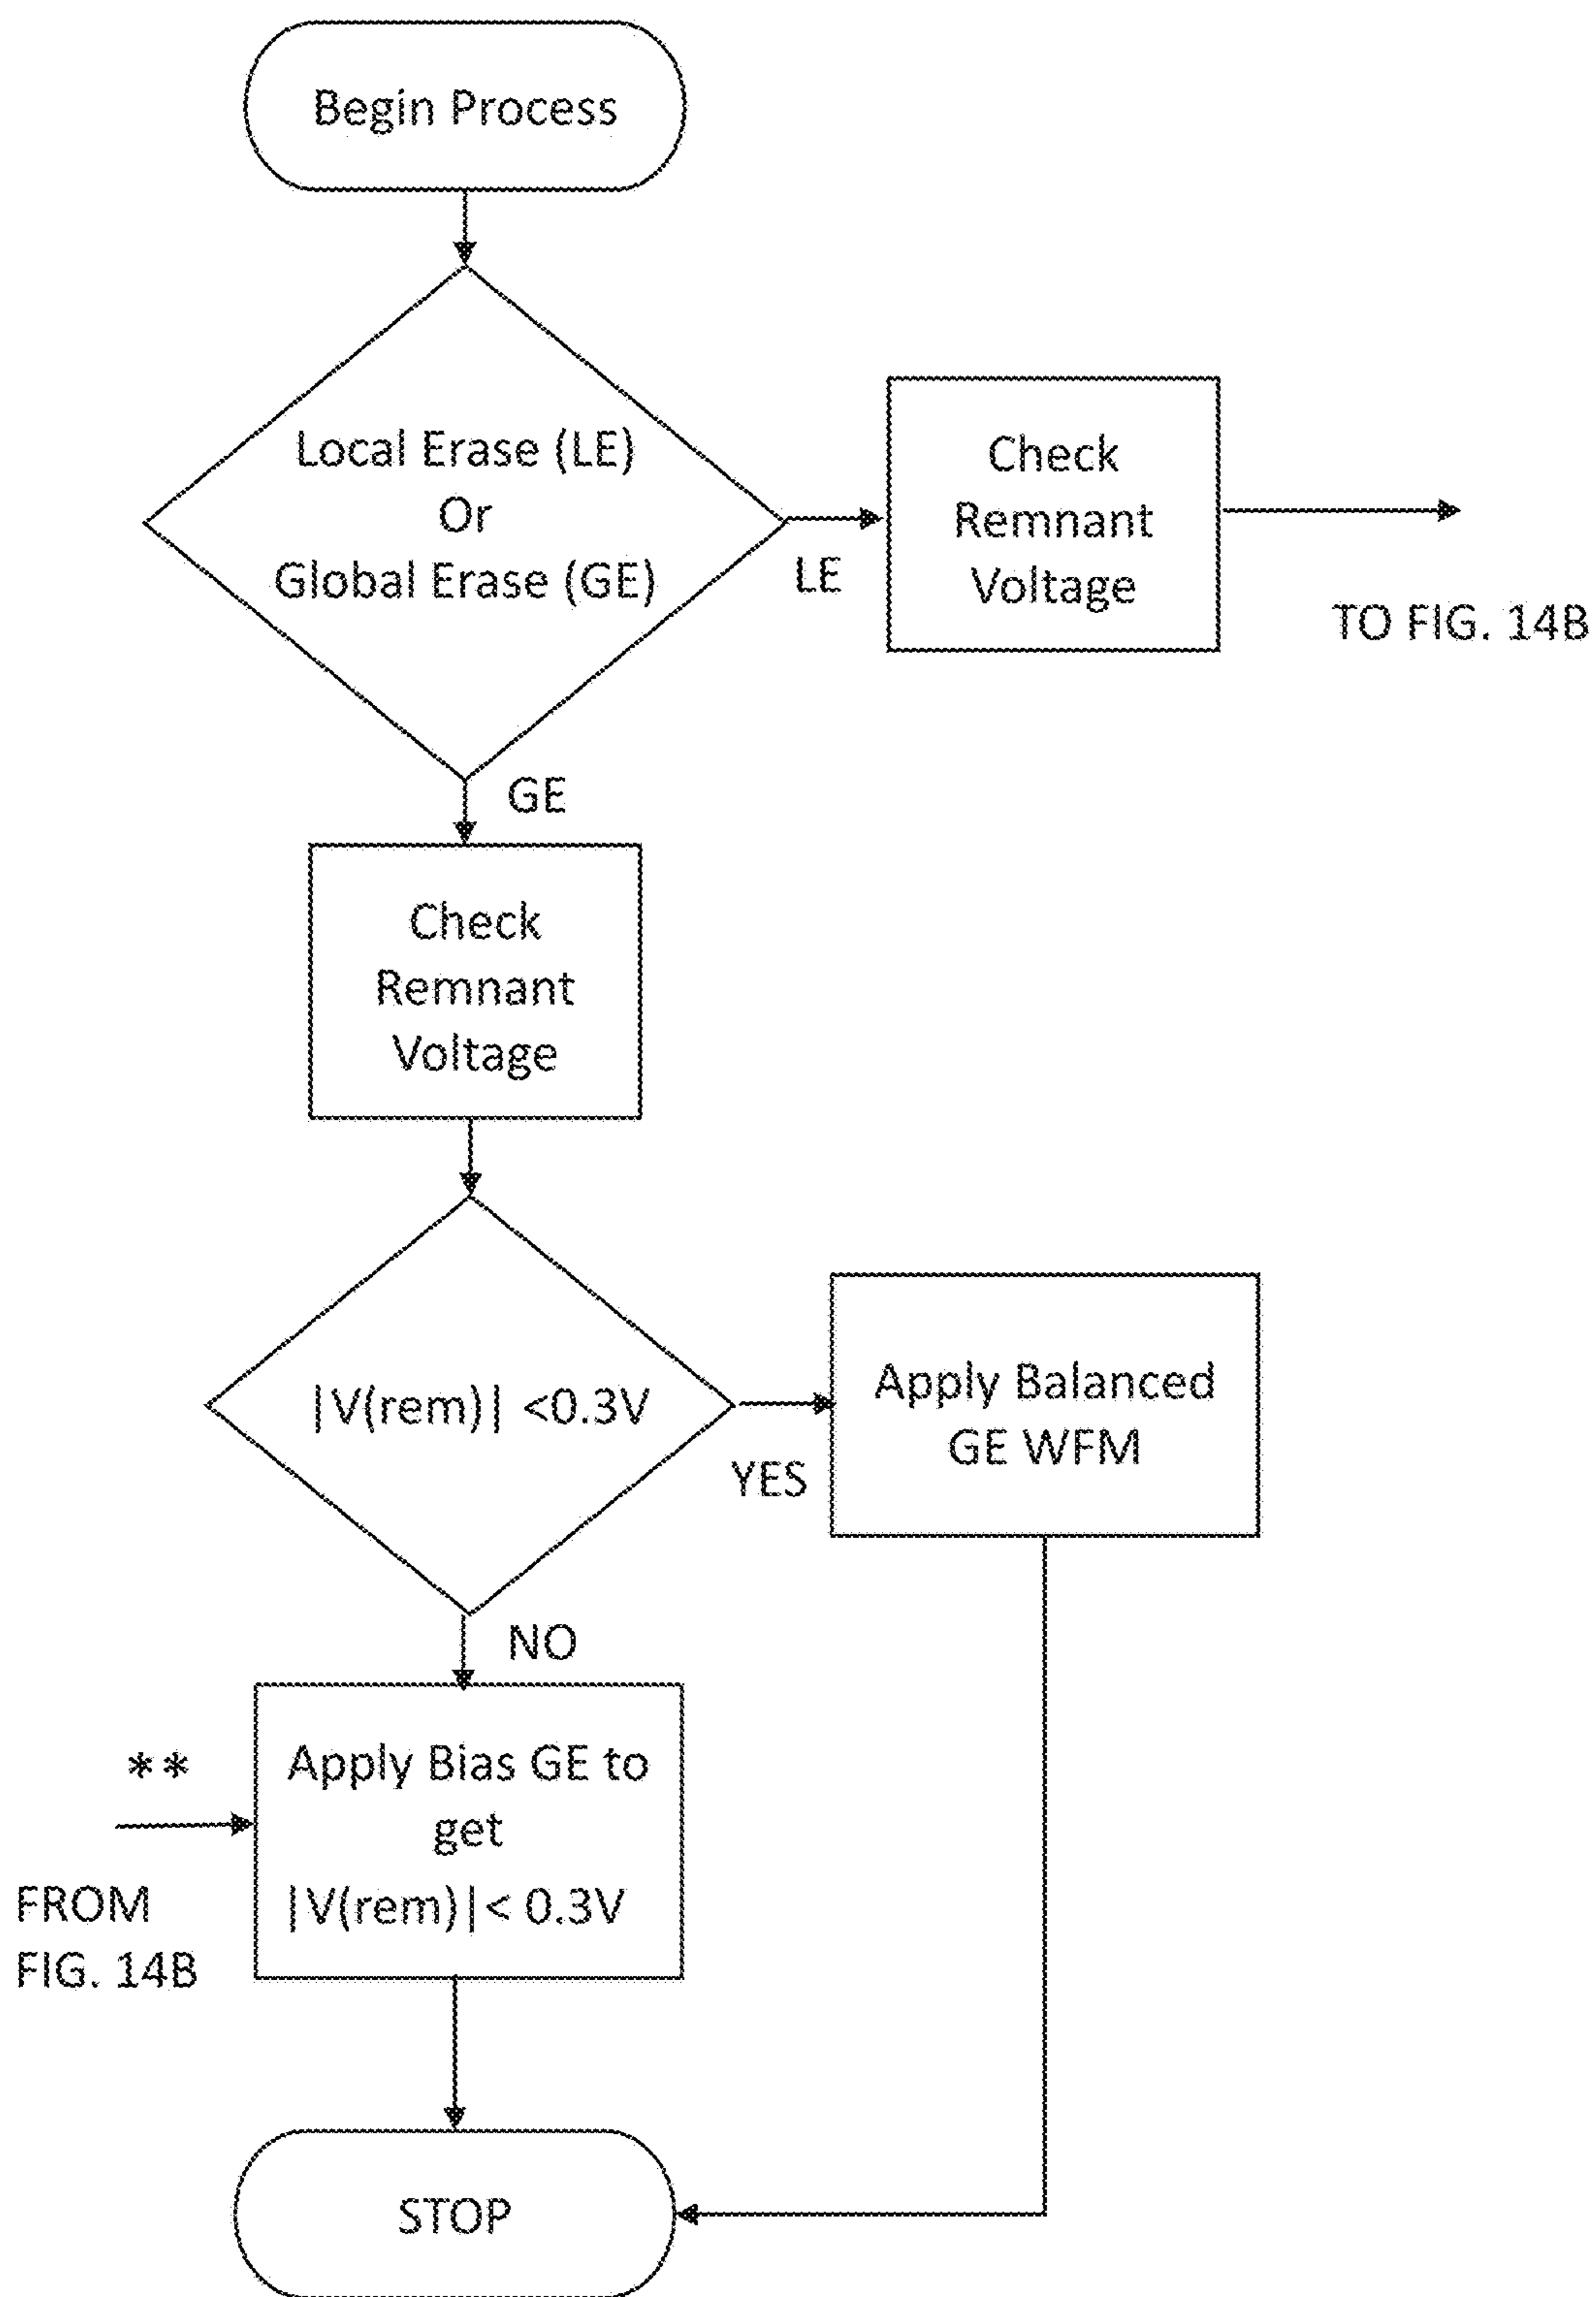 Begin Process
Local Erase (LE)
Or
Global Erase (GE)
LE
Check
Remnant
Voltage
TO FIG. 14B
GE
Check
Remnant
Voltage
|V(rem)| <0.3V
YES
Apply Balanced
GE WFM
NO
**
FROM
FIG. 14B
Apply Bias GE to
get
|V(rem)|< 0.3V
STOP